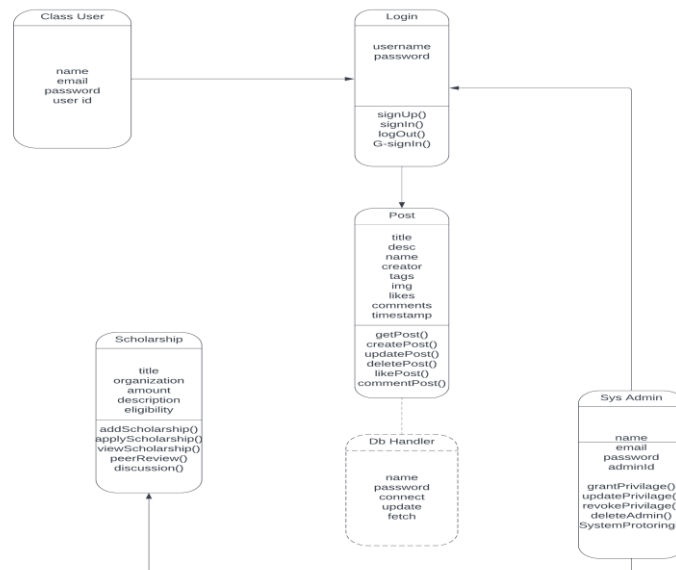 Class User
name
email
password
user id
Login
username
password
signUp()
signIn()
logOut()
G-signIn()
Post
title
desc
name
creator
tags
img
likes
comments
timestamp
getPost()
createPost()
updatePost()
deletePost()
likePost()
commentPost()
Scholarship
title
organization
amount
description
eligibility
addScholarship()
applyScholarship()
viewScholarship()
peerReview()
discussion()
Db Handler
name
password
connect
update
fetch
Sys Admin
name
email
password
adminId
grantPrivilage()
updatePrivilage()
revokePrivilage()
deleteAdmin()
SystemProtoring